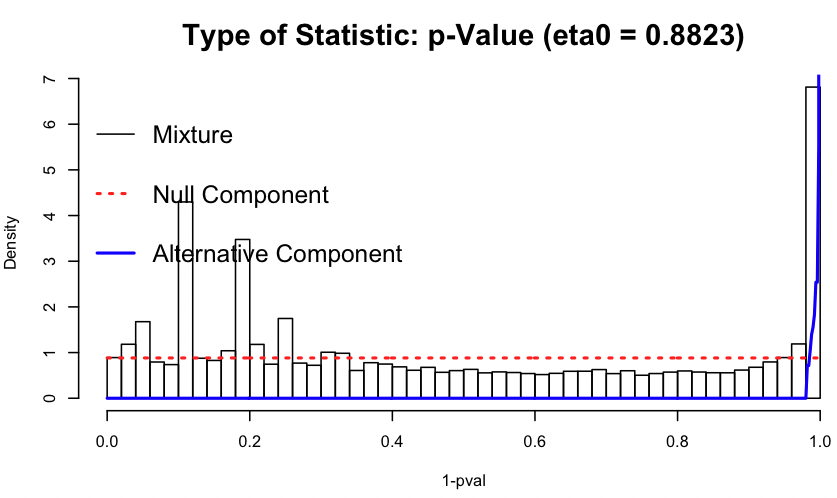 Type of Statistic: p-Value (eta0 = 0.8823)
7
6
5
4
3
2
1
0
Density
Mixture
Null Component
Alternative Component
0.0 0.2 0.4 0.6 0.8 1.0
1-pval